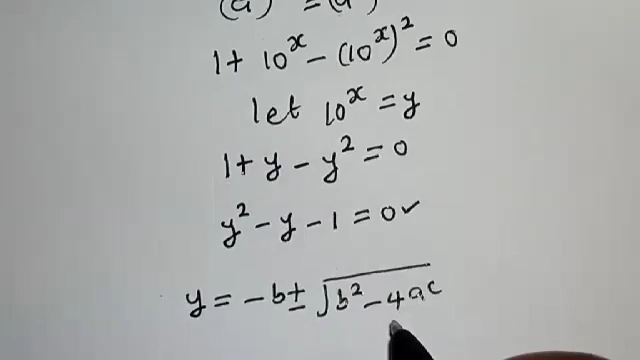 (a) = (a)
1 + 10^x - (10^x)^2 = 0
let 10^x = y
1 + y - y^2 = 0
y^2 - y - 1 = 0 ✓
y = -b ± √b^2 - 4ac